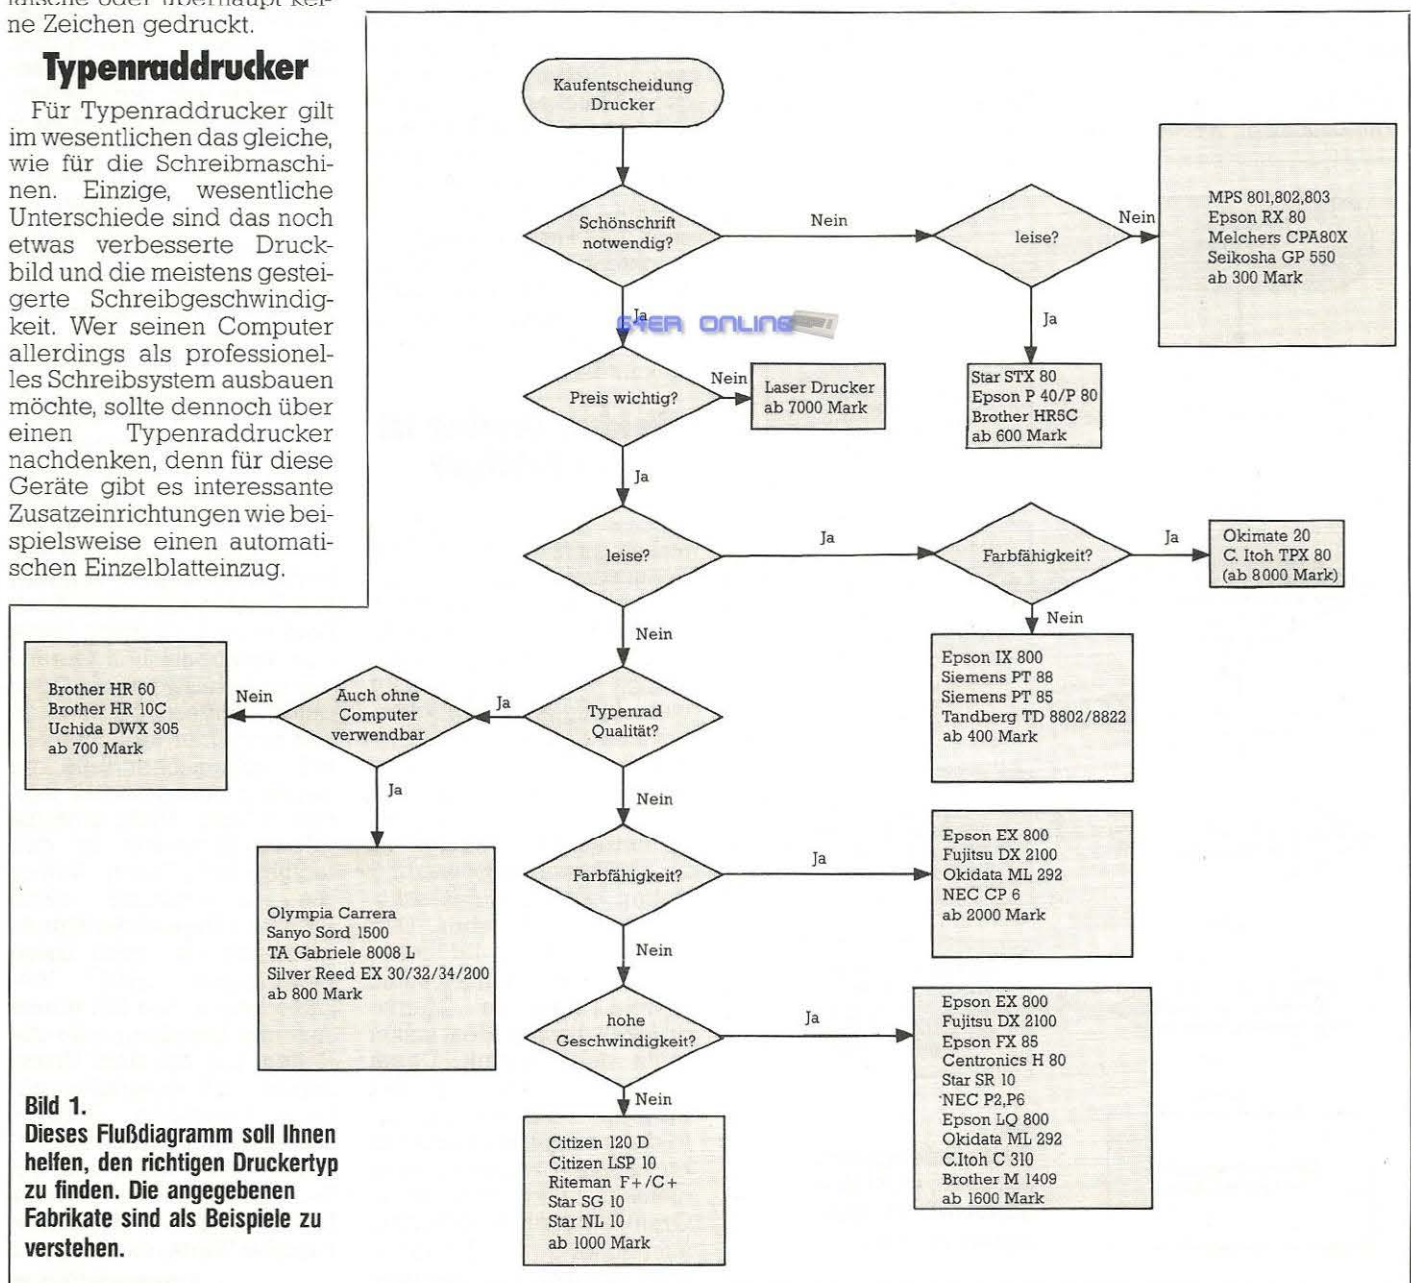 ne Zeichen gedruckt.
Typenraddrucker
Für Typenraddrucker gilt
im wesentlichen das gleiche,
wie für die Schreibmaschi-
nen. Einzige, wesentliche
Unterschiede sind das noch
etwas verbesserte Druck-
bild und die meistens gestei-
gerte Schreibgeschwindig-
keit. Wer seinen Computer
allerdings als professionel-
les Schreibsystem ausbauen
möchte, sollte dennoch über
einen Typenraddrucker
nachdenken, denn für diese
Geräte gibt es interessante
Zusatzeinrichtungen wie bei-
spielsweise einen automati-
schen Einzelblatteinzug.
Kaufentscheidung
Drucker
Schönschrift
notwendig?
Nein
leise?
Nein
MPS 801,802,803
Epson RX 80
Melchers CPA80X
Seikosha GP 550
ab 300 Mark
Ja
Star STX 80
Epson P 40/P 80
Brother HR5C
ab 600 Mark
Ja
64ER ONLINE
Preis wichtig?
Nein
Laser Drucker
ab 7000 Mark
Ja
leise?
Ja
Farbfähigkeit?
Ja
Okimate 20
C. Itoh TPX 80
(ab 8000 Mark)
Nein
Epson IX 800
Siemens PT 88
Siemens PT 85
Tandberg TD 8802/8822
ab 400 Mark
Nein
Typenrad
Qualität?
Ja
Auch ohne
Computer
verwendbar
Nein
Brother HR 60
Brother HR 10C
Uchida DWX 305
ab 700 Mark
Ja
Olympia Carrera
Sanyo Sord 1500
TA Gabriele 8008 L
Silver Reed EX 30/32/34/200
ab 800 Mark
Nein
Farbfähigkeit?
Ja
Epson EX 800
Fujitsu DX 2100
Okidata ML 292
NEC CP 6
ab 2000 Mark
Nein
hohe
Geschwindigkeit?
Ja
Epson EX 800
Fujitsu DX 2100
Epson FX 85
Centronics H 80
Star SR 10
NEC P2,P6
Epson LQ 800
Okidata ML 292
C.Itoh C 310
Brother M 1409
ab 1600 Mark
Nein
Citizen 120 D
Citizen LSP 10
Riteman F+/C+
Star SG 10
Star NL 10
ab 1000 Mark
Bild 1.
Dieses Flußdiagramm soll Ihnen
helfen, den richtigen Druckertyp
zu finden. Die angegebenen
Fabrikate sind als Beispiele zu
verstehen.